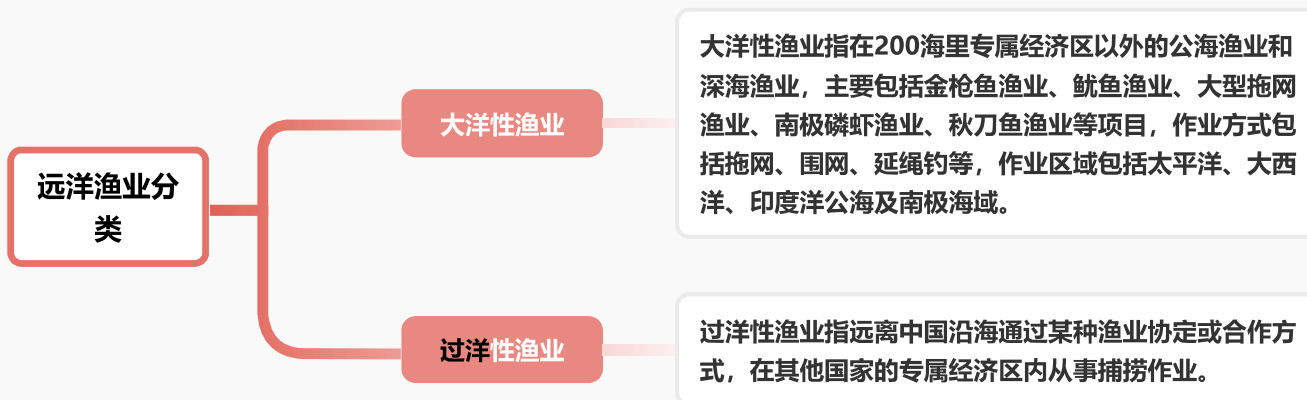 远洋渔业分
类
大洋性渔业
大洋性渔业指在200海里专属经济区以外的公海渔业和
深海渔业，主要包括金枪鱼渔业、鱿鱼渔业、大型拖网
渔业、南极磷虾渔业、秋刀鱼渔业等项目，作业方式包
括拖网、围网、延绳钓等，作业区域包括太平洋、大西
洋、印度洋公海及南极海域。
过洋性渔业
过洋性渔业指远离中国沿海通过某种渔业协定或合作方
式，在其他国家的专属经济区内从事捕捞作业。